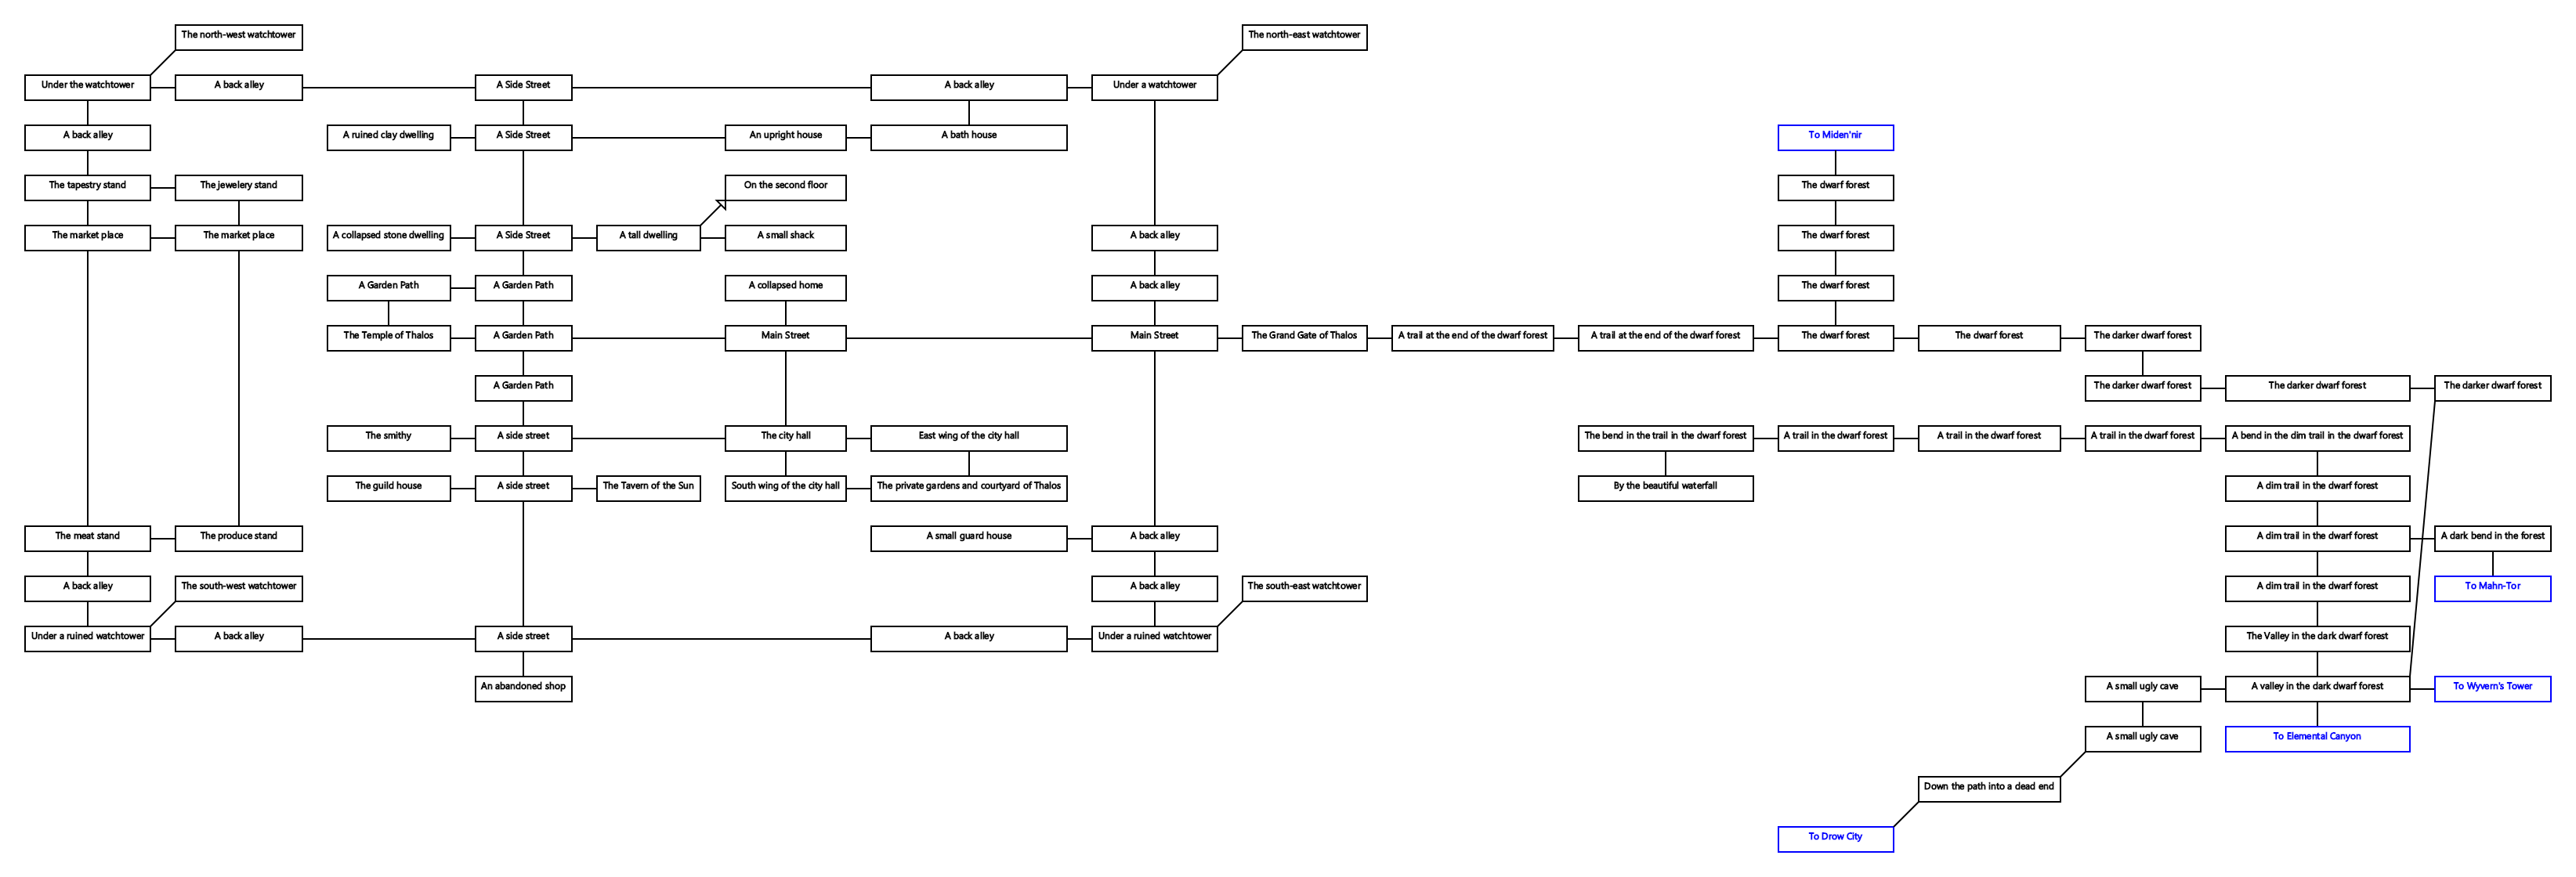 The north-west watchtower
The north-east watchtower
Under the watchtower
A back alley
A Side Street
A back alley
Under a watchtower
A back alley
A ruined clay dwelling
A Side Street
An upright house
A bath house
To Miden'nir
The tapestry stand
The jewelery stand
On the second floor
The dwarf forest
The market place
The market place
A collapsed stone dwelling
A Side Street
A tall dwelling
A small shack
A back alley
The dwarf forest
A Garden Path
A Garden Path
A collapsed home
A back alley
The dwarf forest
The Temple of Thalos
A Garden Path
Main Street
Main Street
The Grand Gate of Thalos
A trail at the end of the dwarf forest
A trail at the end of the dwarf forest
The dwarf forest
The dwarf forest
The darker dwarf forest
A Garden Path
The darker dwarf forest
The darker dwarf forest
The darker dwarf forest
The smithy
A side street
The city hall
East wing of the city hall
The bend in the trail in the dwarf forest
A trail in the dwarf forest
A trail in the dwarf forest
A trail in the dwarf forest
A bend in the dim trail in the dwarf forest
The guild house
A side street
The Tavern of the Sun
South wing of the city hall
The private gardens and courtyard of Thalos
By the beautiful waterfall
A dim trail in the dwarf forest
The meat stand
The produce stand
A small guard house
A back alley
A dim trail in the dwarf forest
A dark bend in the forest
A back alley
The south-west watchtower
A back alley
The south-east watchtower
A dim trail in the dwarf forest
To Mahn-Tor
Under a ruined watchtower
A back alley
A side street
A back alley
Under a ruined watchtower
The Valley in the dark dwarf forest
An abandoned shop
A small ugly cave
A valley in the dark dwarf forest
To Wyvern's Tower
A small ugly cave
To Elemental Canyon
Down the path into a dead end
To Drow City